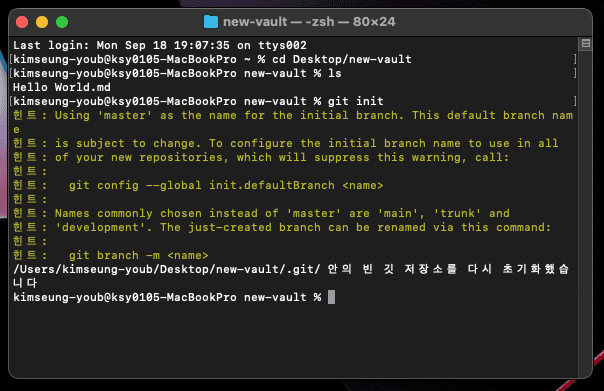 new-vault — -zsh — 80×24
Last login: Mon Sep 18 19:07:35 on ttys002
[kimseung-youb@ksy0105-MacBookPro ~ % cd Desktop/new-vault ]
[kimseung-youb@ksy0105-MacBookPro new-vault % ls ]
Hello World.md
[kimseung-youb@ksy0105-MacBookPro new-vault % git init ]
힌트: Using 'master' as the name for the initial branch. This default branch nam
e
힌트: is subject to change. To configure the initial branch name to use in all
힌트: of your new repositories, which will suppress this warning, call:
힌트:
힌트:   git config --global init.defaultBranch <name>
힌트:
힌트: Names commonly chosen instead of 'master' are 'main', 'trunk' and
힌트: 'development'. The just-created branch can be renamed via this command:
힌트:
힌트:   git branch -m <name>
/Users/kimseung-youb/Desktop/new-vault/.git/ 안의 빈 깃 저장소를 다시 초기화했습
니다
kimseung-youb@ksy0105-MacBookPro new-vault %